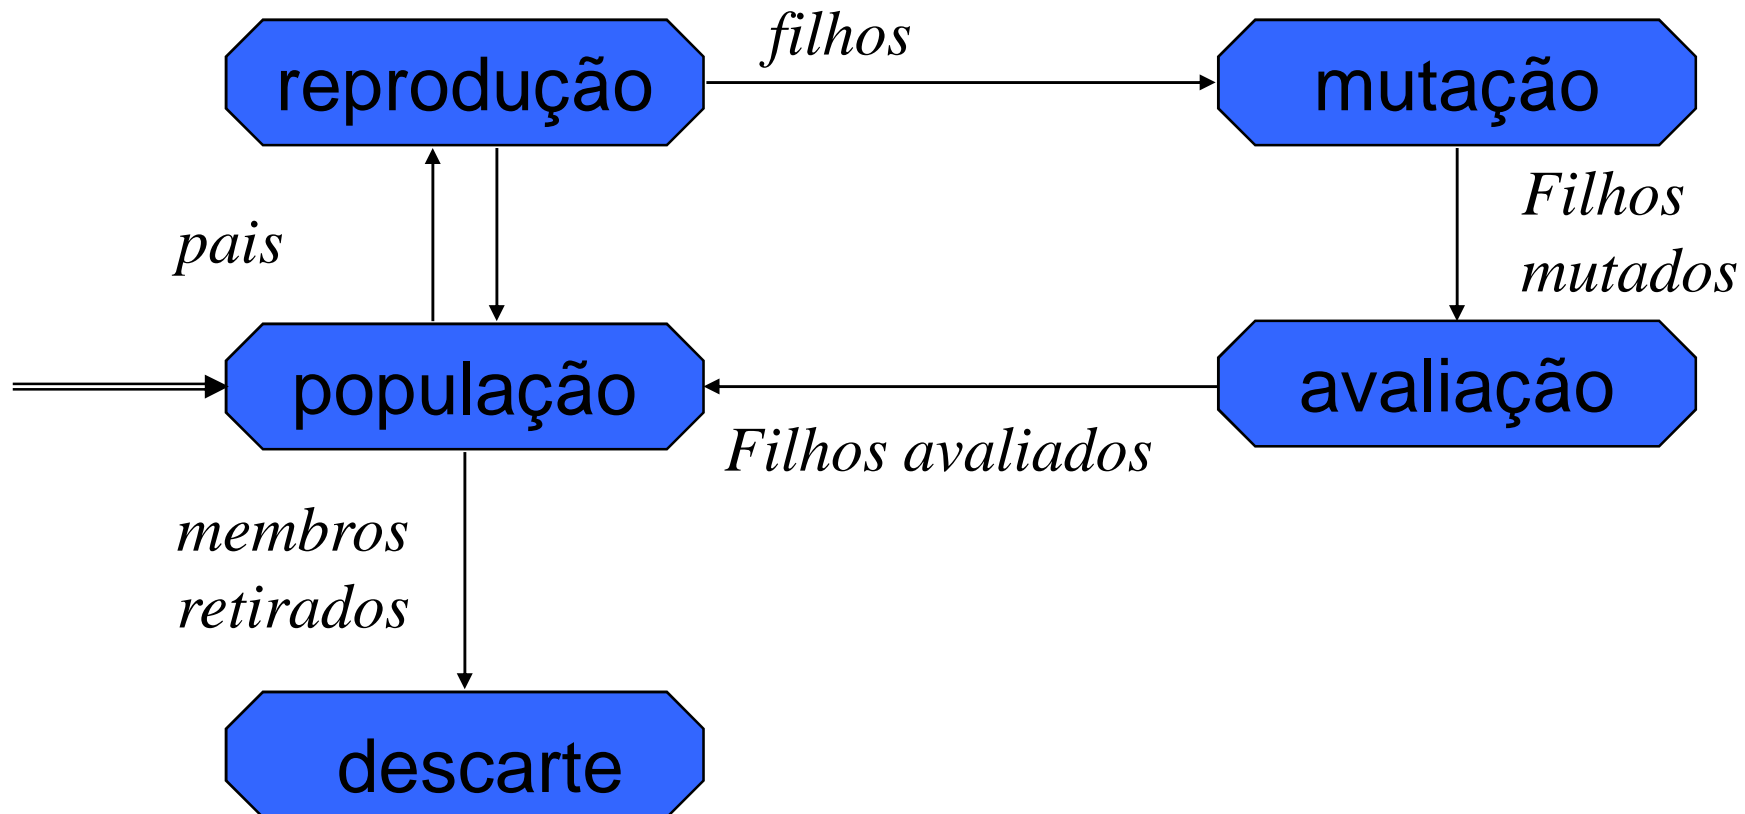 filhos
reprodução
mutação
pais
Filhos
mutados
população
avaliação
Filhos avaliados
membros
retirados
descarte